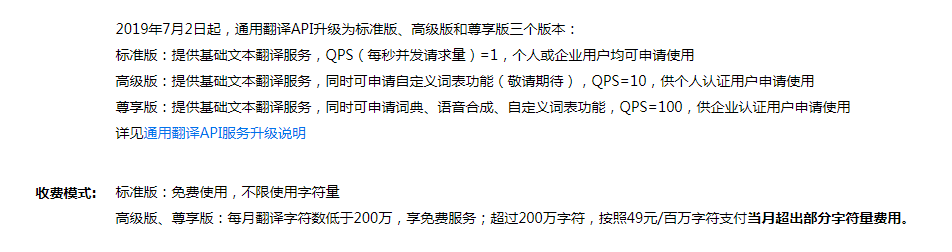 2019年7月2日起，通用翻译API升级为标准版、高级版和尊享版三个版本：
标准版：提供基础文本翻译服务，QPS（每秒并发请求量）=1，个人或企业用户均可申请使用
高级版：提供基础文本翻译服务，同时可申请自定义词表功能（敬请期待），QPS=10，供个人认证用户申请使用
尊享版：提供基础文本翻译服务，同时可申请词典、语音合成、自定义词表功能，QPS=100，供企业认证用户申请使用
详见通用翻译API服务升级说明
收费模式: 标准版：免费使用，不限使用字符量
高级版、尊享版：每月翻译字符数低于200万，享免费服务；超过200万字符，按照49元/百万字符支付当月超出部分字符量费用。